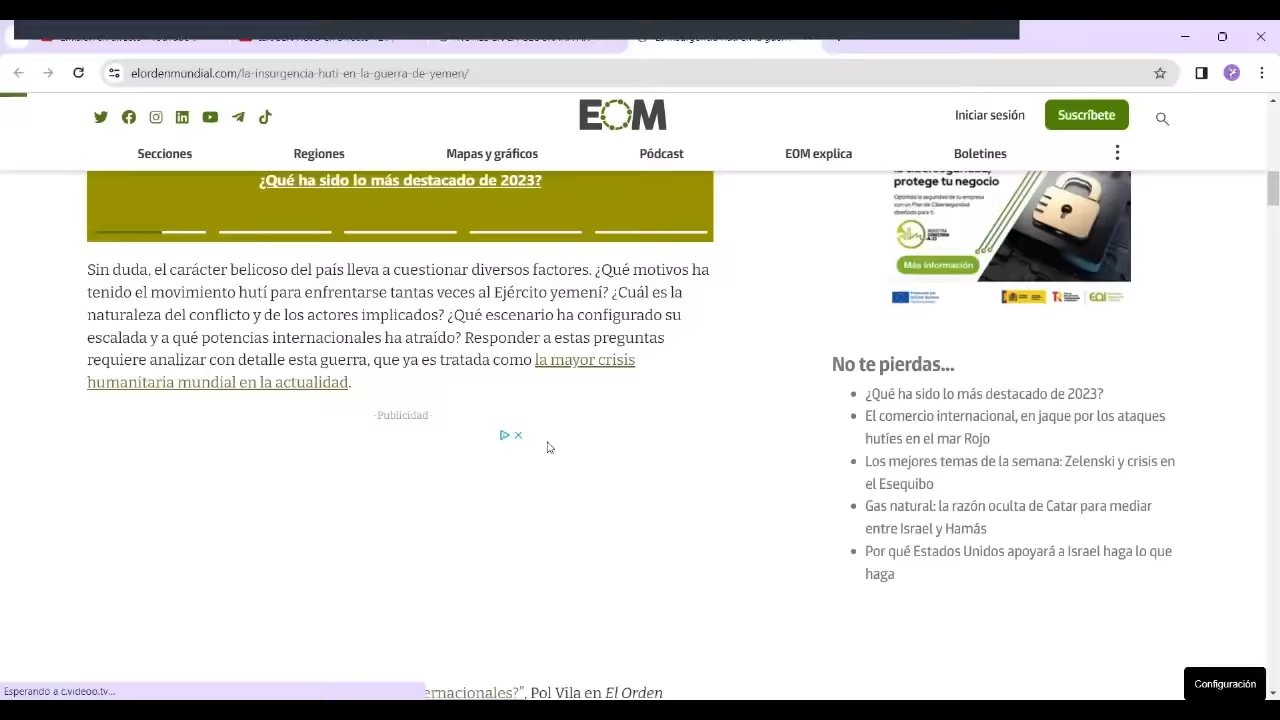 elordenmundial.com/la-insurgencia-huti-en-la-guerra-de-yemen/
EOM
Iniciar sesión
Suscríbete
Secciones
Regiones
Mapas y gráficos
Pódcast
EOM explica
Boletines
¿Qué ha sido lo más destacado de 2023?
protege tu negocio
Más información
Sin duda, el carácter belicoso del país lleva a cuestionar diversos factores. ¿Qué motivos ha
tenido el movimiento hutí para enfrentarse tantas veces al Ejército yemení? ¿Cuál es la
naturaleza del conflicto y de los actores implicados? ¿Qué escenario ha configurado su
escalada y a qué potencias internacionales ha atraído? Responder a estas preguntas
requiere analizar con detalle esta guerra, que ya es tratada como la mayor crisis
humanitaria mundial en la actualidad.
- Publicidad -
No te pierdas...
¿Qué ha sido lo más destacado de 2023?
El comercio internacional, en jaque por los ataques
hutíes en el mar Rojo
Los mejores temas de la semana: Zelenski y crisis en
el Esequibo
Gas natural: la razón oculta de Catar para mediar
entre Israel y Hamás
Por qué Estados Unidos apoyará a Israel haga lo que
haga
Configuración
Esperando a c.videoo.tv...
ernacionales?”, Pol Vila en El Orden